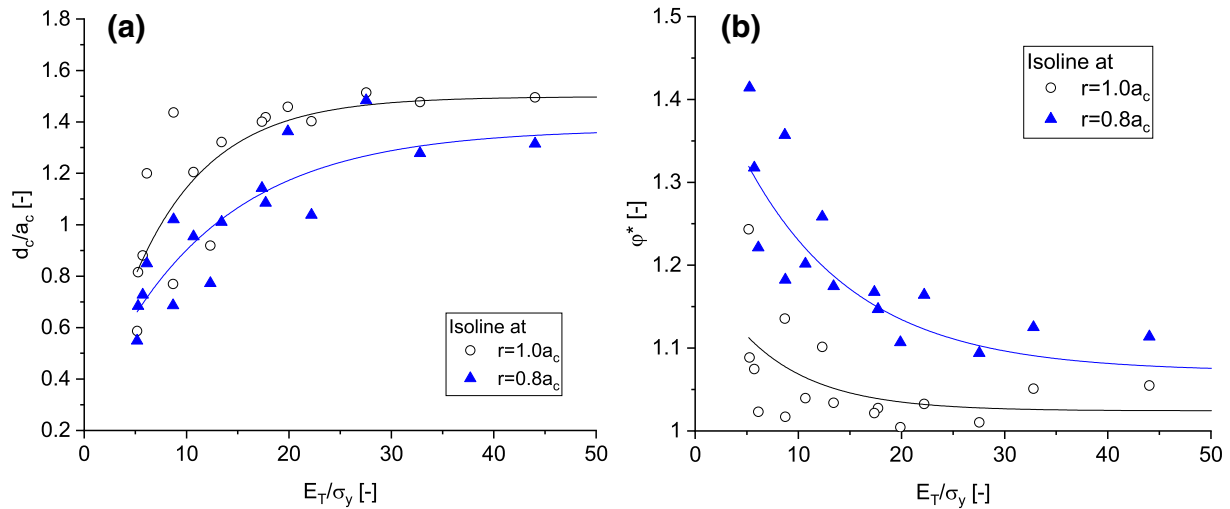 (a)
1.8
1.6
1.4
1.2
1
0.8
0.6
0.4
0.2
d_c/a_c [-]
Isoline at
r=1.0a_c
r=0.8a_c
0 10 20 30 40 50
E_T/σ_y [-]
(b)
1.5
1.4
1.3
1.2
1.1
1
φ* [-]
Isoline at
r=1.0a_c
r=0.8a_c
0 10 20 30 40 50
E_T/σ_y [-]